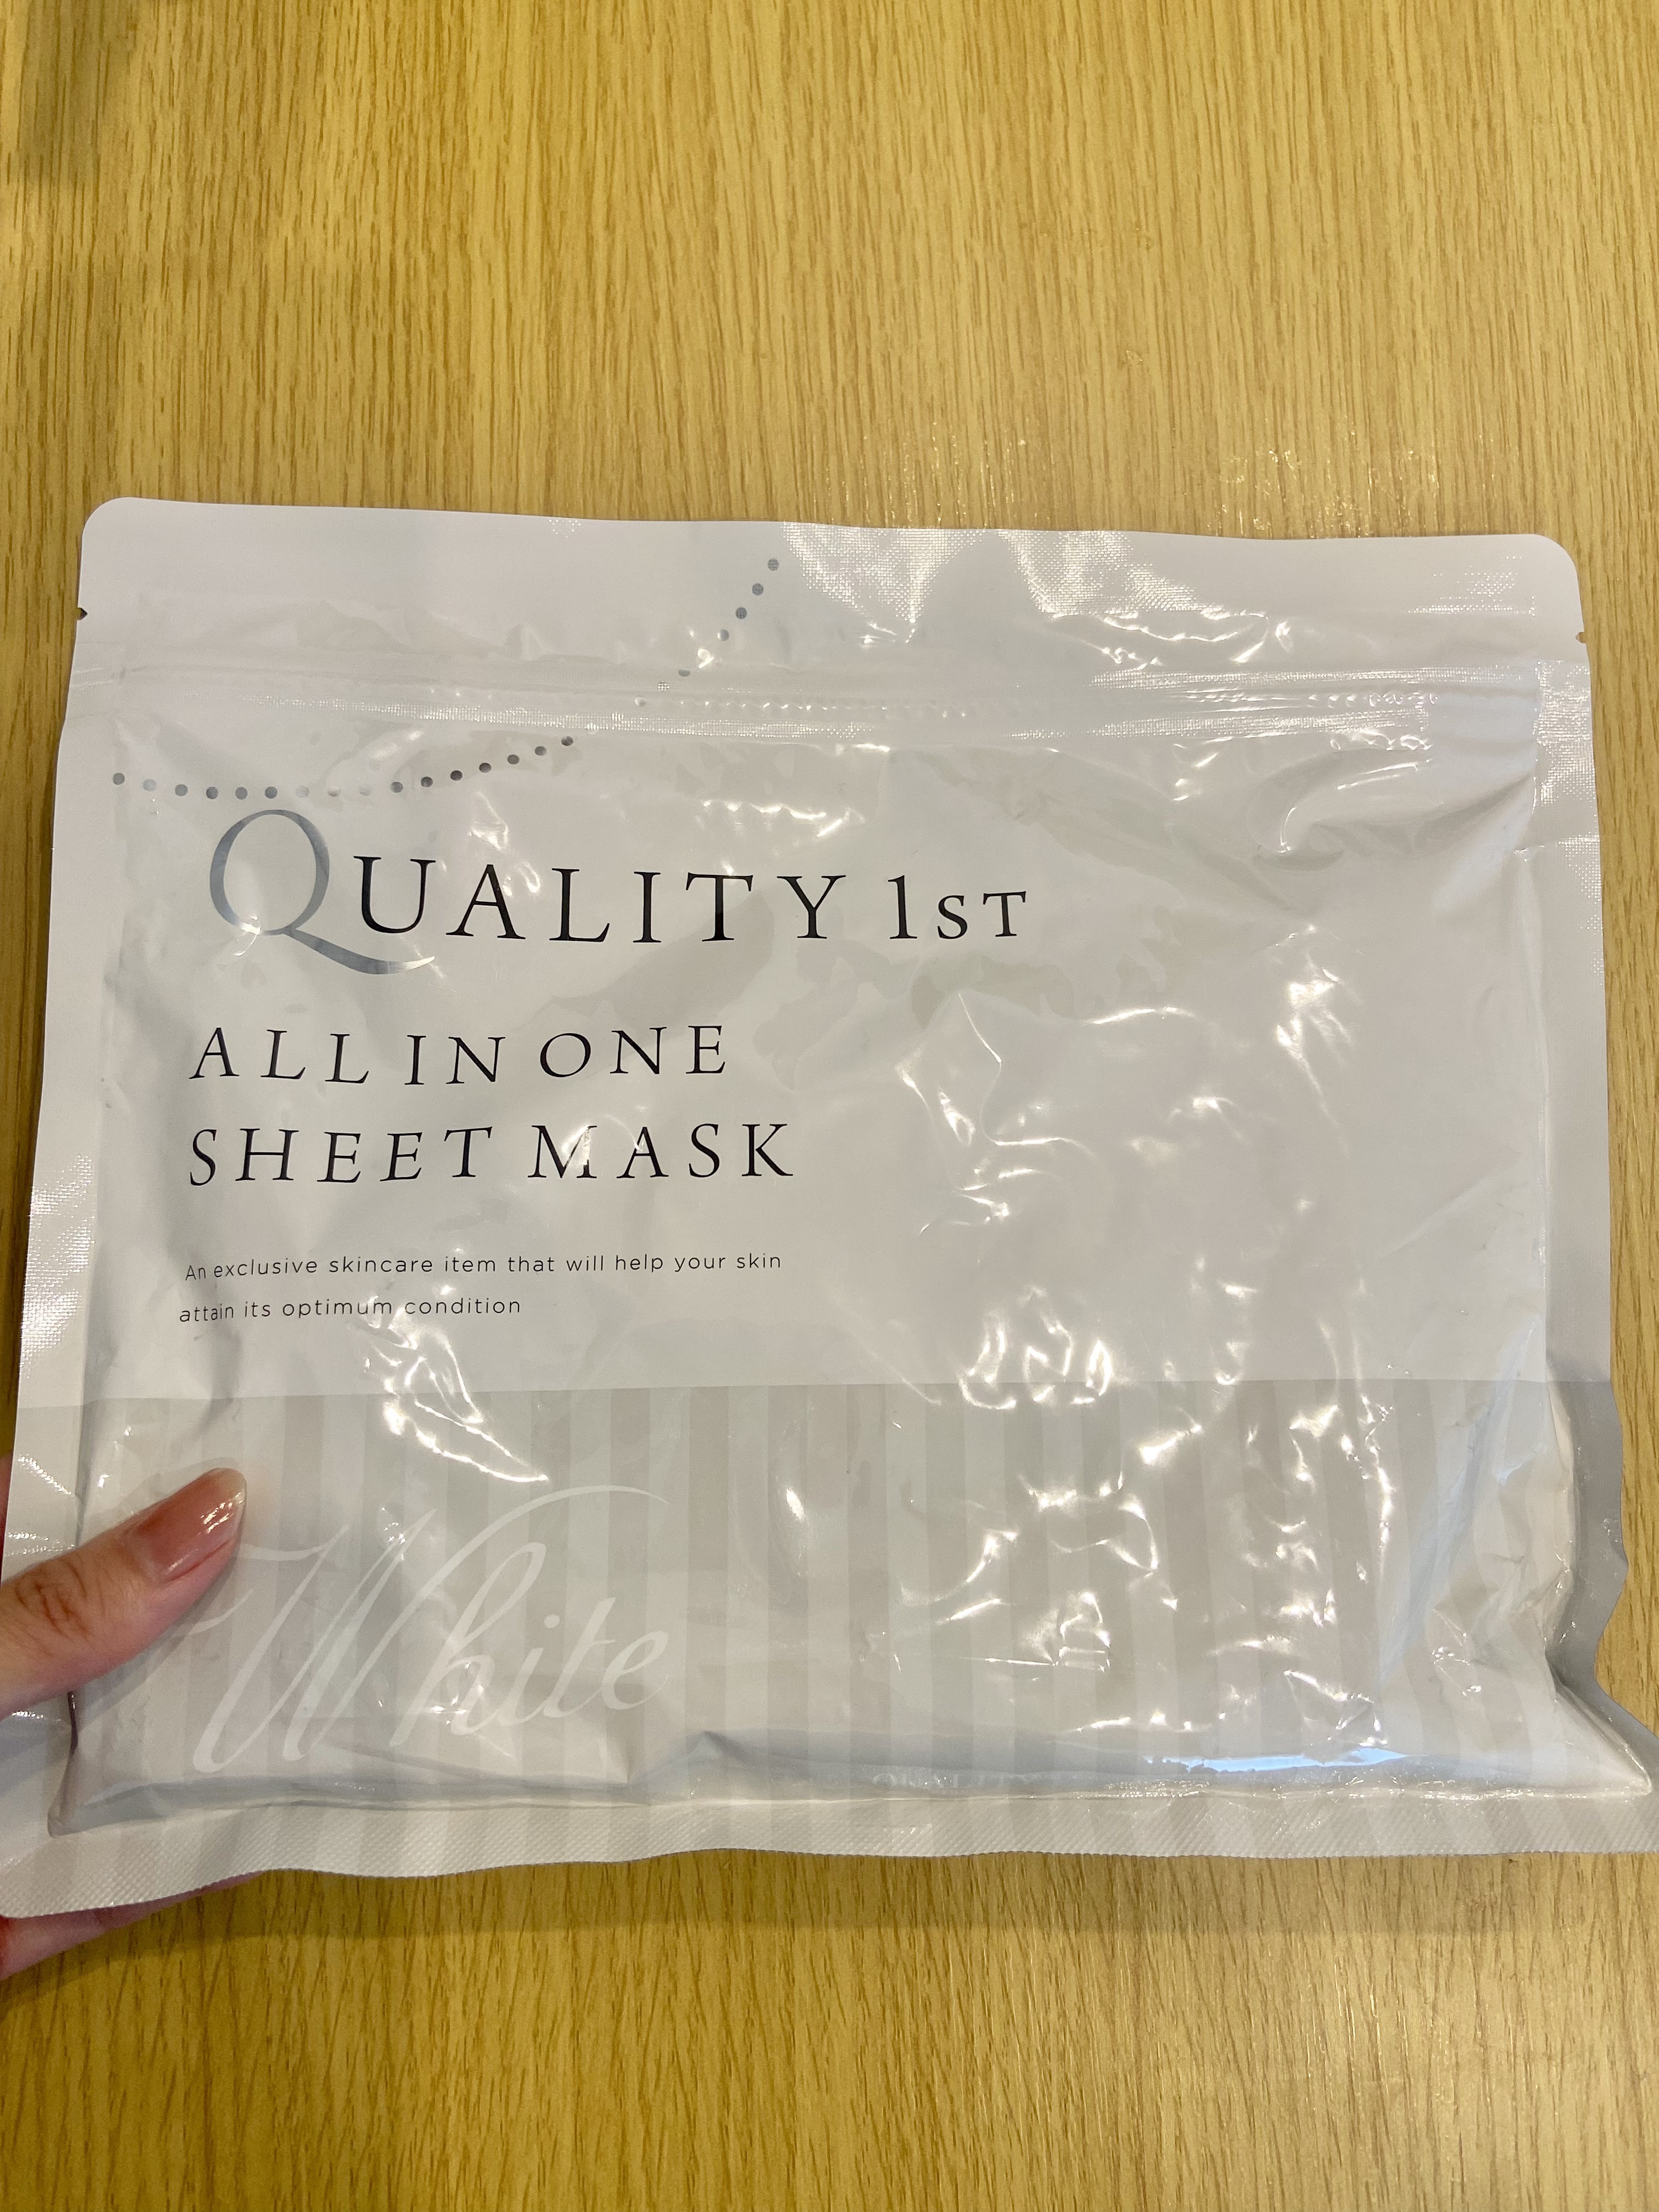 QUALITY 1ST
ALL IN ONE
SHEET MASK
An exclusive skincare item that will help your skin
attain its optimum condition
White